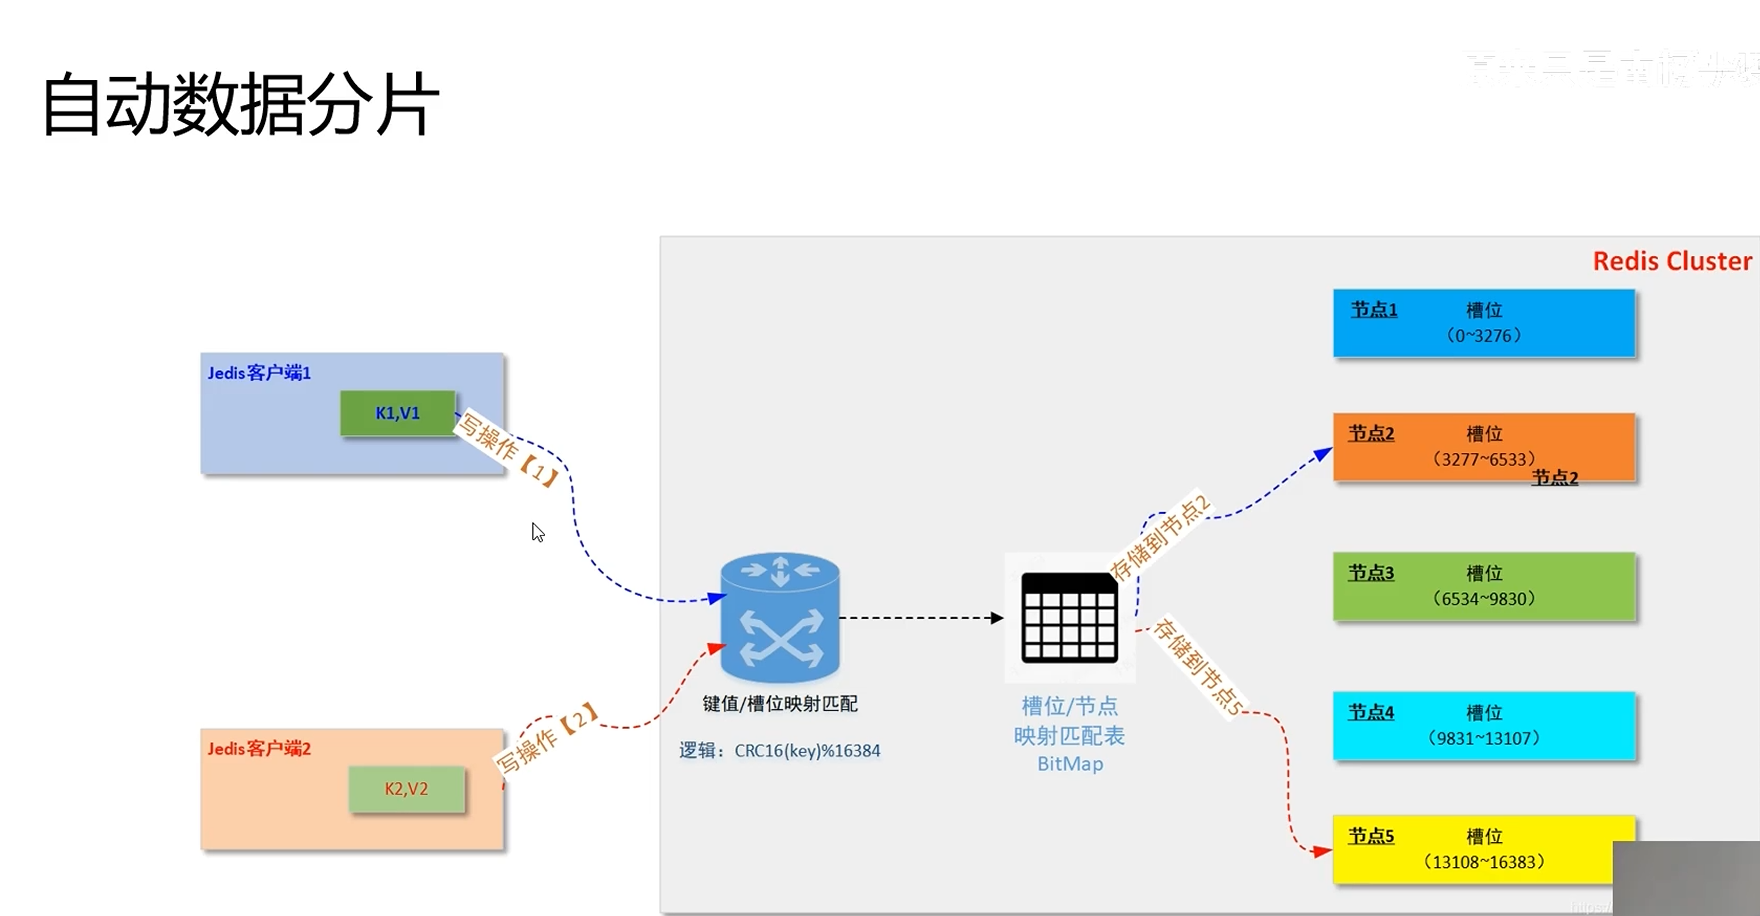 自动数据分片
Redis Cluster
节点1 槽位
（0~3276）
Jedis客户端1
K1,V1
写操作【1】
节点2 槽位
（3277~6533）
节点2
存储到节点2
节点3 槽位
（6534~9830）
存储到节点5
键值/槽位映射匹配
逻辑：CRC16(key)%16384
槽位/节点
映射匹配表
BitMap
节点4 槽位
（9831~13107）
Jedis客户端2
K2,V2
写操作【2】
节点5 槽位
（13108~16383）
https:/